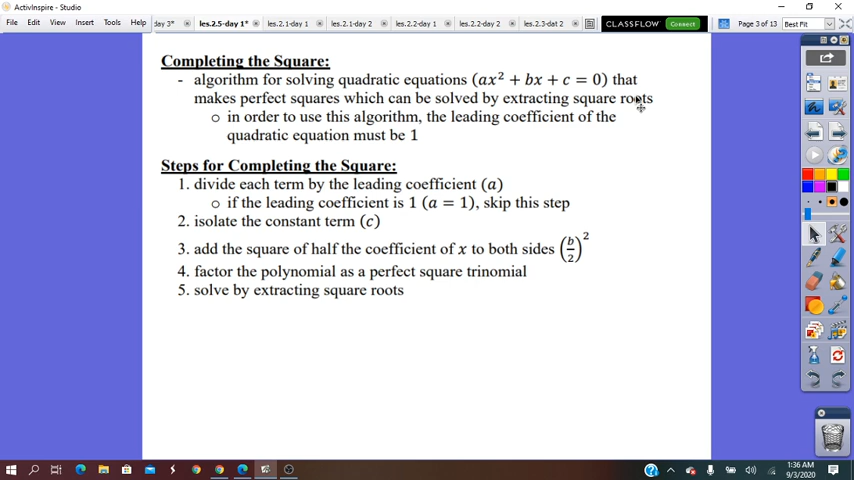 ActivInspire - Studio
File Edit View Insert Tools Help
day 3* les.2.5-day 1* les.2.1-day 1 les.2.1-day 2 les.2.2-day 1 les.2.2-day 2 les.2.3-dat 2
CLASSFLOW Connect
Page 3 of 13 Best Fit
Completing the Square:
- algorithm for solving quadratic equations (ax² + bx + c = 0) that
makes perfect squares which can be solved by extracting square roots
o in order to use this algorithm, the leading coefficient of the
quadratic equation must be 1
Steps for Completing the Square:
1. divide each term by the leading coefficient (a)
o if the leading coefficient is 1 (a = 1), skip this step
2. isolate the constant term (c)
3. add the square of half the coefficient of x to both sides (b/2)²
4. factor the polynomial as a perfect square trinomial
5. solve by extracting square roots
1:36 AM
9/3/2020